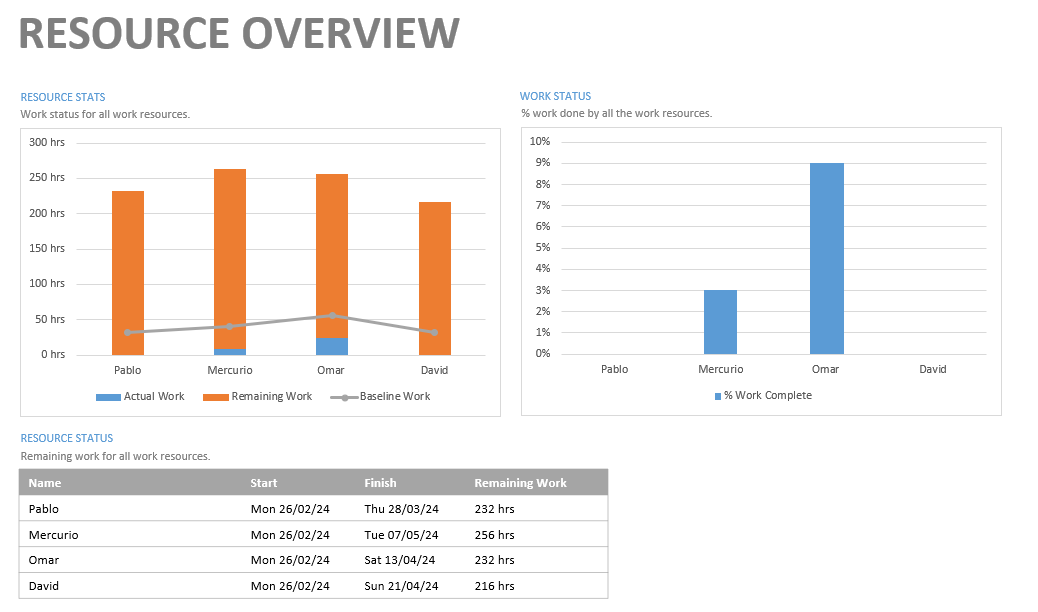 RESOURCE OVERVIEW
RESOURCE STATS
Work status for all work resources.
300 hrs
250 hrs
200 hrs
150 hrs
100 hrs
50 hrs
0 hrs
Pablo Mercurio Omar David
Actual Work Remaining Work Baseline Work
WORK STATUS
% work done by all the work resources.
10%
9%
8%
7%
6%
5%
4%
3%
2%
1%
0%
Pablo Mercurio Omar David
% Work Complete
RESOURCE STATUS
Remaining work for all work resources.
Name Start Finish Remaining Work
Pablo Mon 26/02/24 Thu 28/03/24 232 hrs
Mercurio Mon 26/02/24 Tue 07/05/24 256 hrs
Omar Mon 26/02/24 Sat 13/04/24 232 hrs
David Mon 26/02/24 Sun 21/04/24 216 hrs